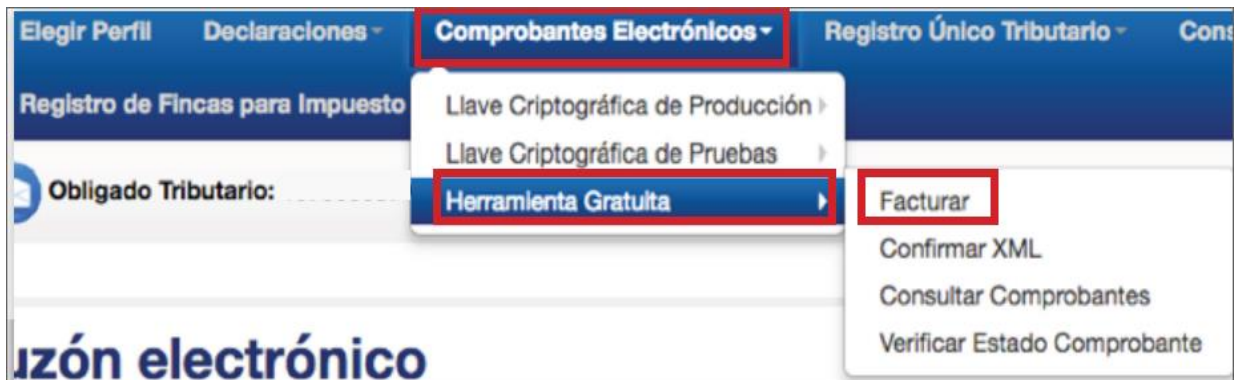 Elegir Perfil Declaraciones Comprobantes Electrónicos Registro Único Tributario Cons
Registro de Fincas para Impuesto
Llave Criptográfica de Producción
Llave Criptográfica de Pruebas
Obligado Tributario:
Herramienta Gratuita
Facturar
Confirmar XML
Consultar Comprobantes
Verificar Estado Comprobante
uzón electrónico